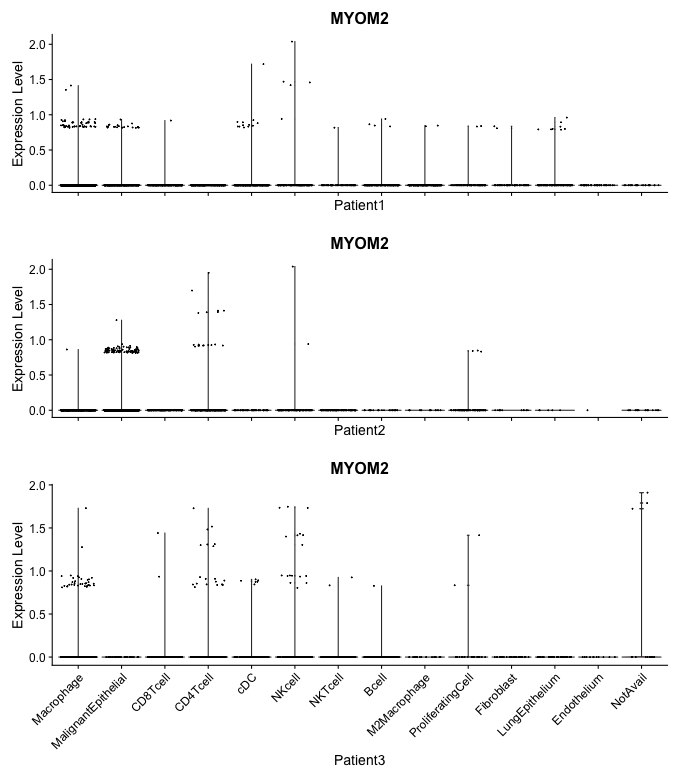 MYOM2
2.0
1.5
1.0
0.5
0.0
Expression Level
Patient1
MYOM2
2.0
1.5
1.0
0.5
0.0
Expression Level
Patient2
MYOM2
2.0
1.5
1.0
0.5
0.0
Expression Level
Macrophage
MalignantEpithelial
CD8Tcell
CD4Tcell
cDC
NKcell
NKTcell
Bcell
M2Macrophage
ProliferatingCell
Fibroblast
LungEpithelium
Endothelium
NotAvail
Patient3